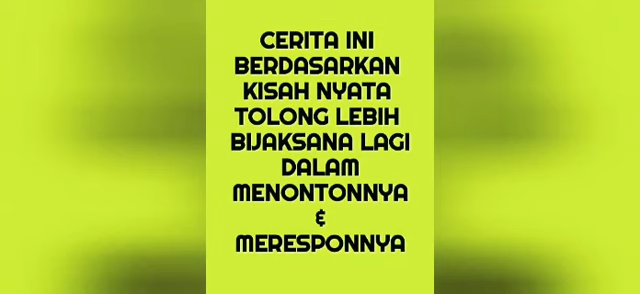 CERITA INI
BERDASARKAN
KISAH NYATA
TOLONG LEBIH
BIJAKSANA LAGI
DALAM
MENONTONNYA
&
MERESPONNYA